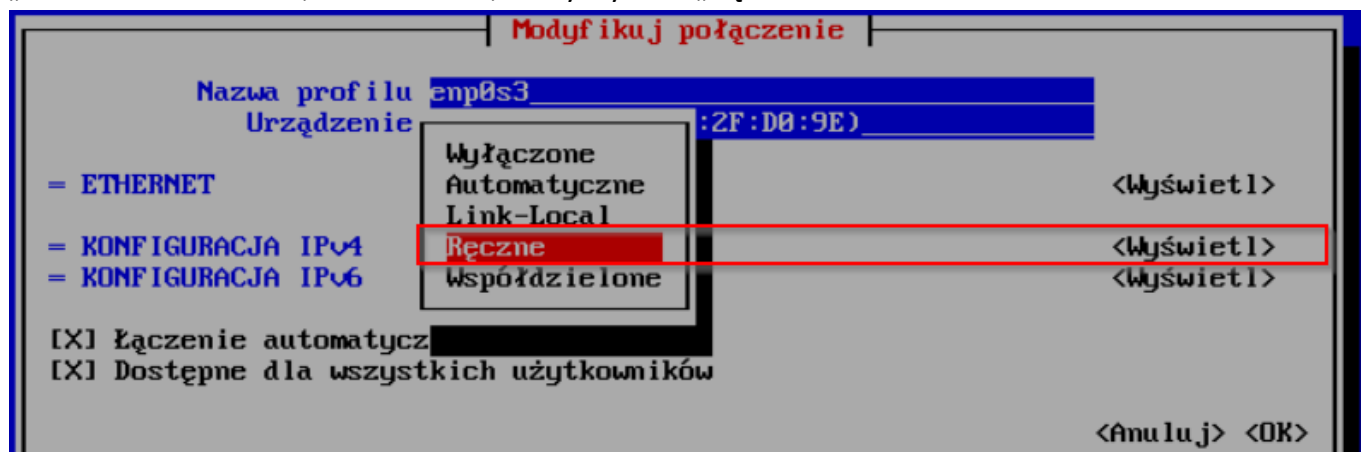 Modyfikuj połączenie
Nazwa profilu enp0s3
Urządzenie :2F:D0:9E)
Wyłączone
= ETHERNET Automatyczne <Wyświetl>
Link-Local
= KONFIGURACJA IPv4 Ręczne <Wyświetl>
= KONFIGURACJA IPv6 Współdzielone <Wyświetl>
[X] Łączenie automatycz
[X] Dostępne dla wszystkich użytkowników
<Anuluj> <OK>